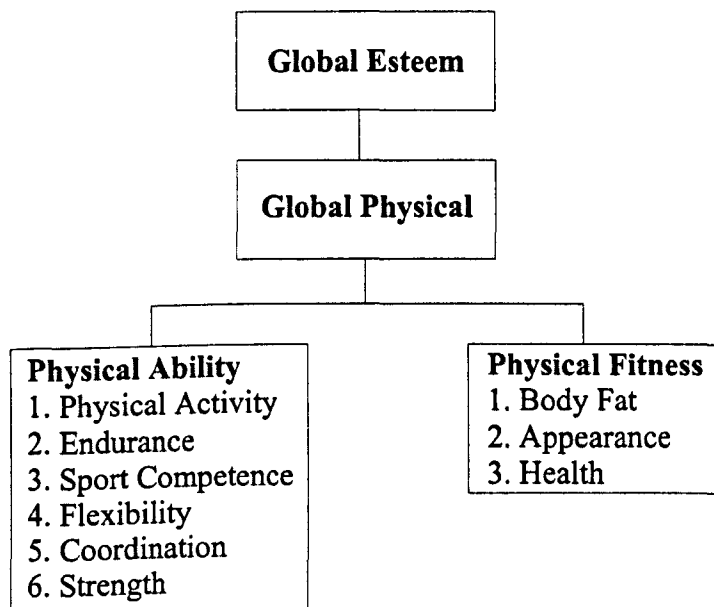 Global Esteem
Global Physical
Physical Ability
1. Physical Activity
2. Endurance
3. Sport Competence
4. Flexibility
5. Coordination
6. Strength
Physical Fitness
1. Body Fat
2. Appearance
3. Health